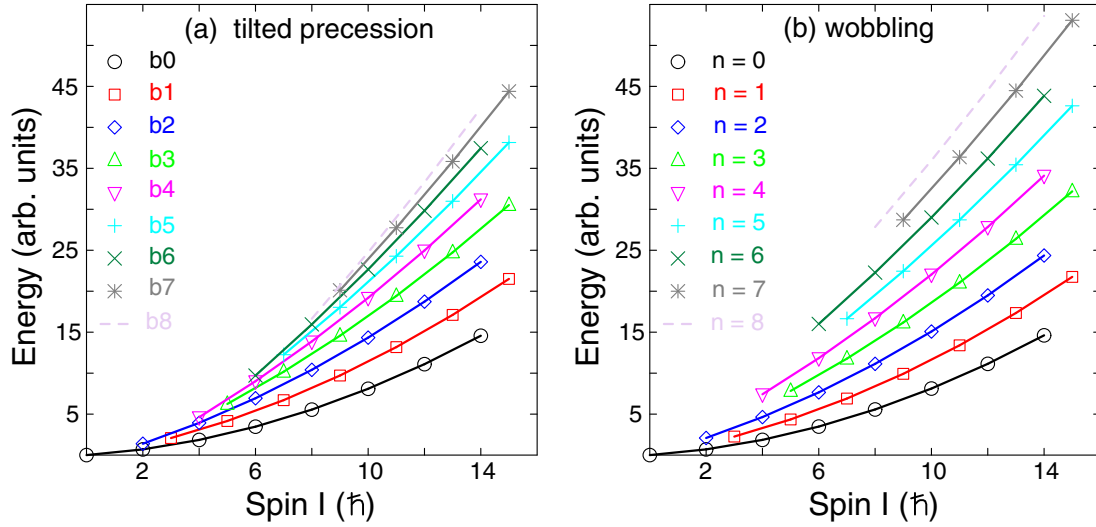 (a) tilted precession
b0
b1
b2
b3
b4
b5
b6
b7
b8
45
35
25
15
5
Energy (arb. units)
2
6
10
14
Spin I (ħ)
(b) wobbling
n = 0
n = 1
n = 2
n = 3
n = 4
n = 5
n = 6
n = 7
n = 8
45
35
25
15
5
Energy (arb. units)
2
6
10
14
Spin I (ħ)